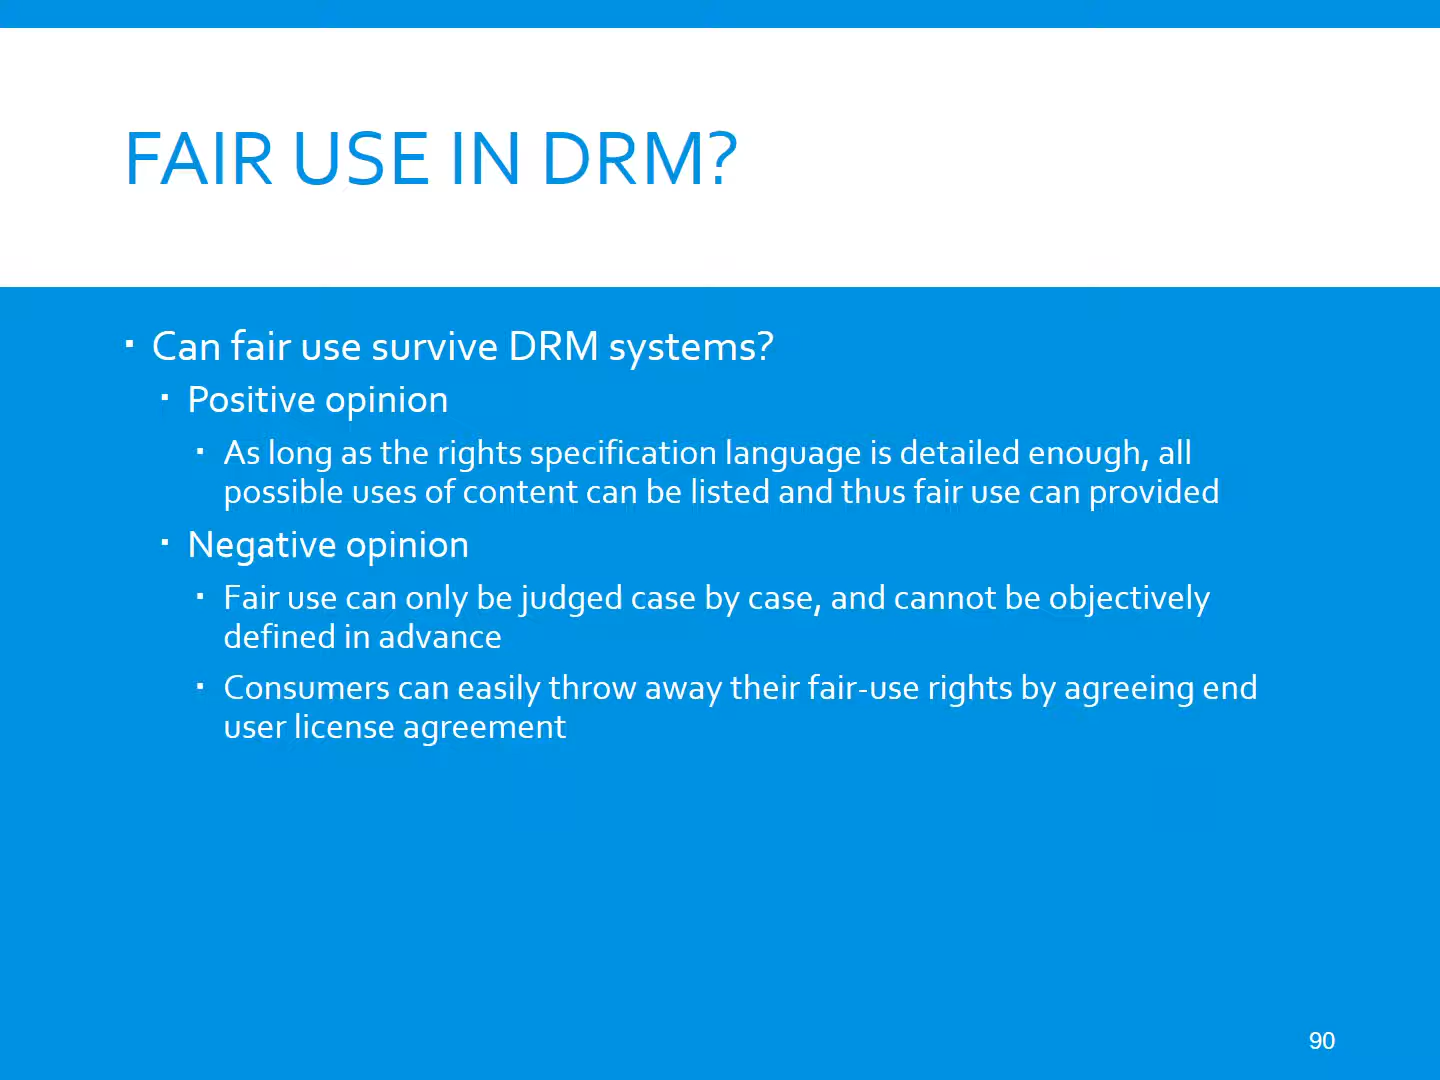 FAIR USE IN DRM?
▪ Can fair use survive DRM systems?
▪ Positive opinion
▪ As long as the rights specification language is detailed enough, all
possible uses of content can be listed and thus fair use can provided
▪ Negative opinion
▪ Fair use can only be judged case by case, and cannot be objectively
defined in advance
▪ Consumers can easily throw away their fair-use rights by agreeing end
user license agreement
90